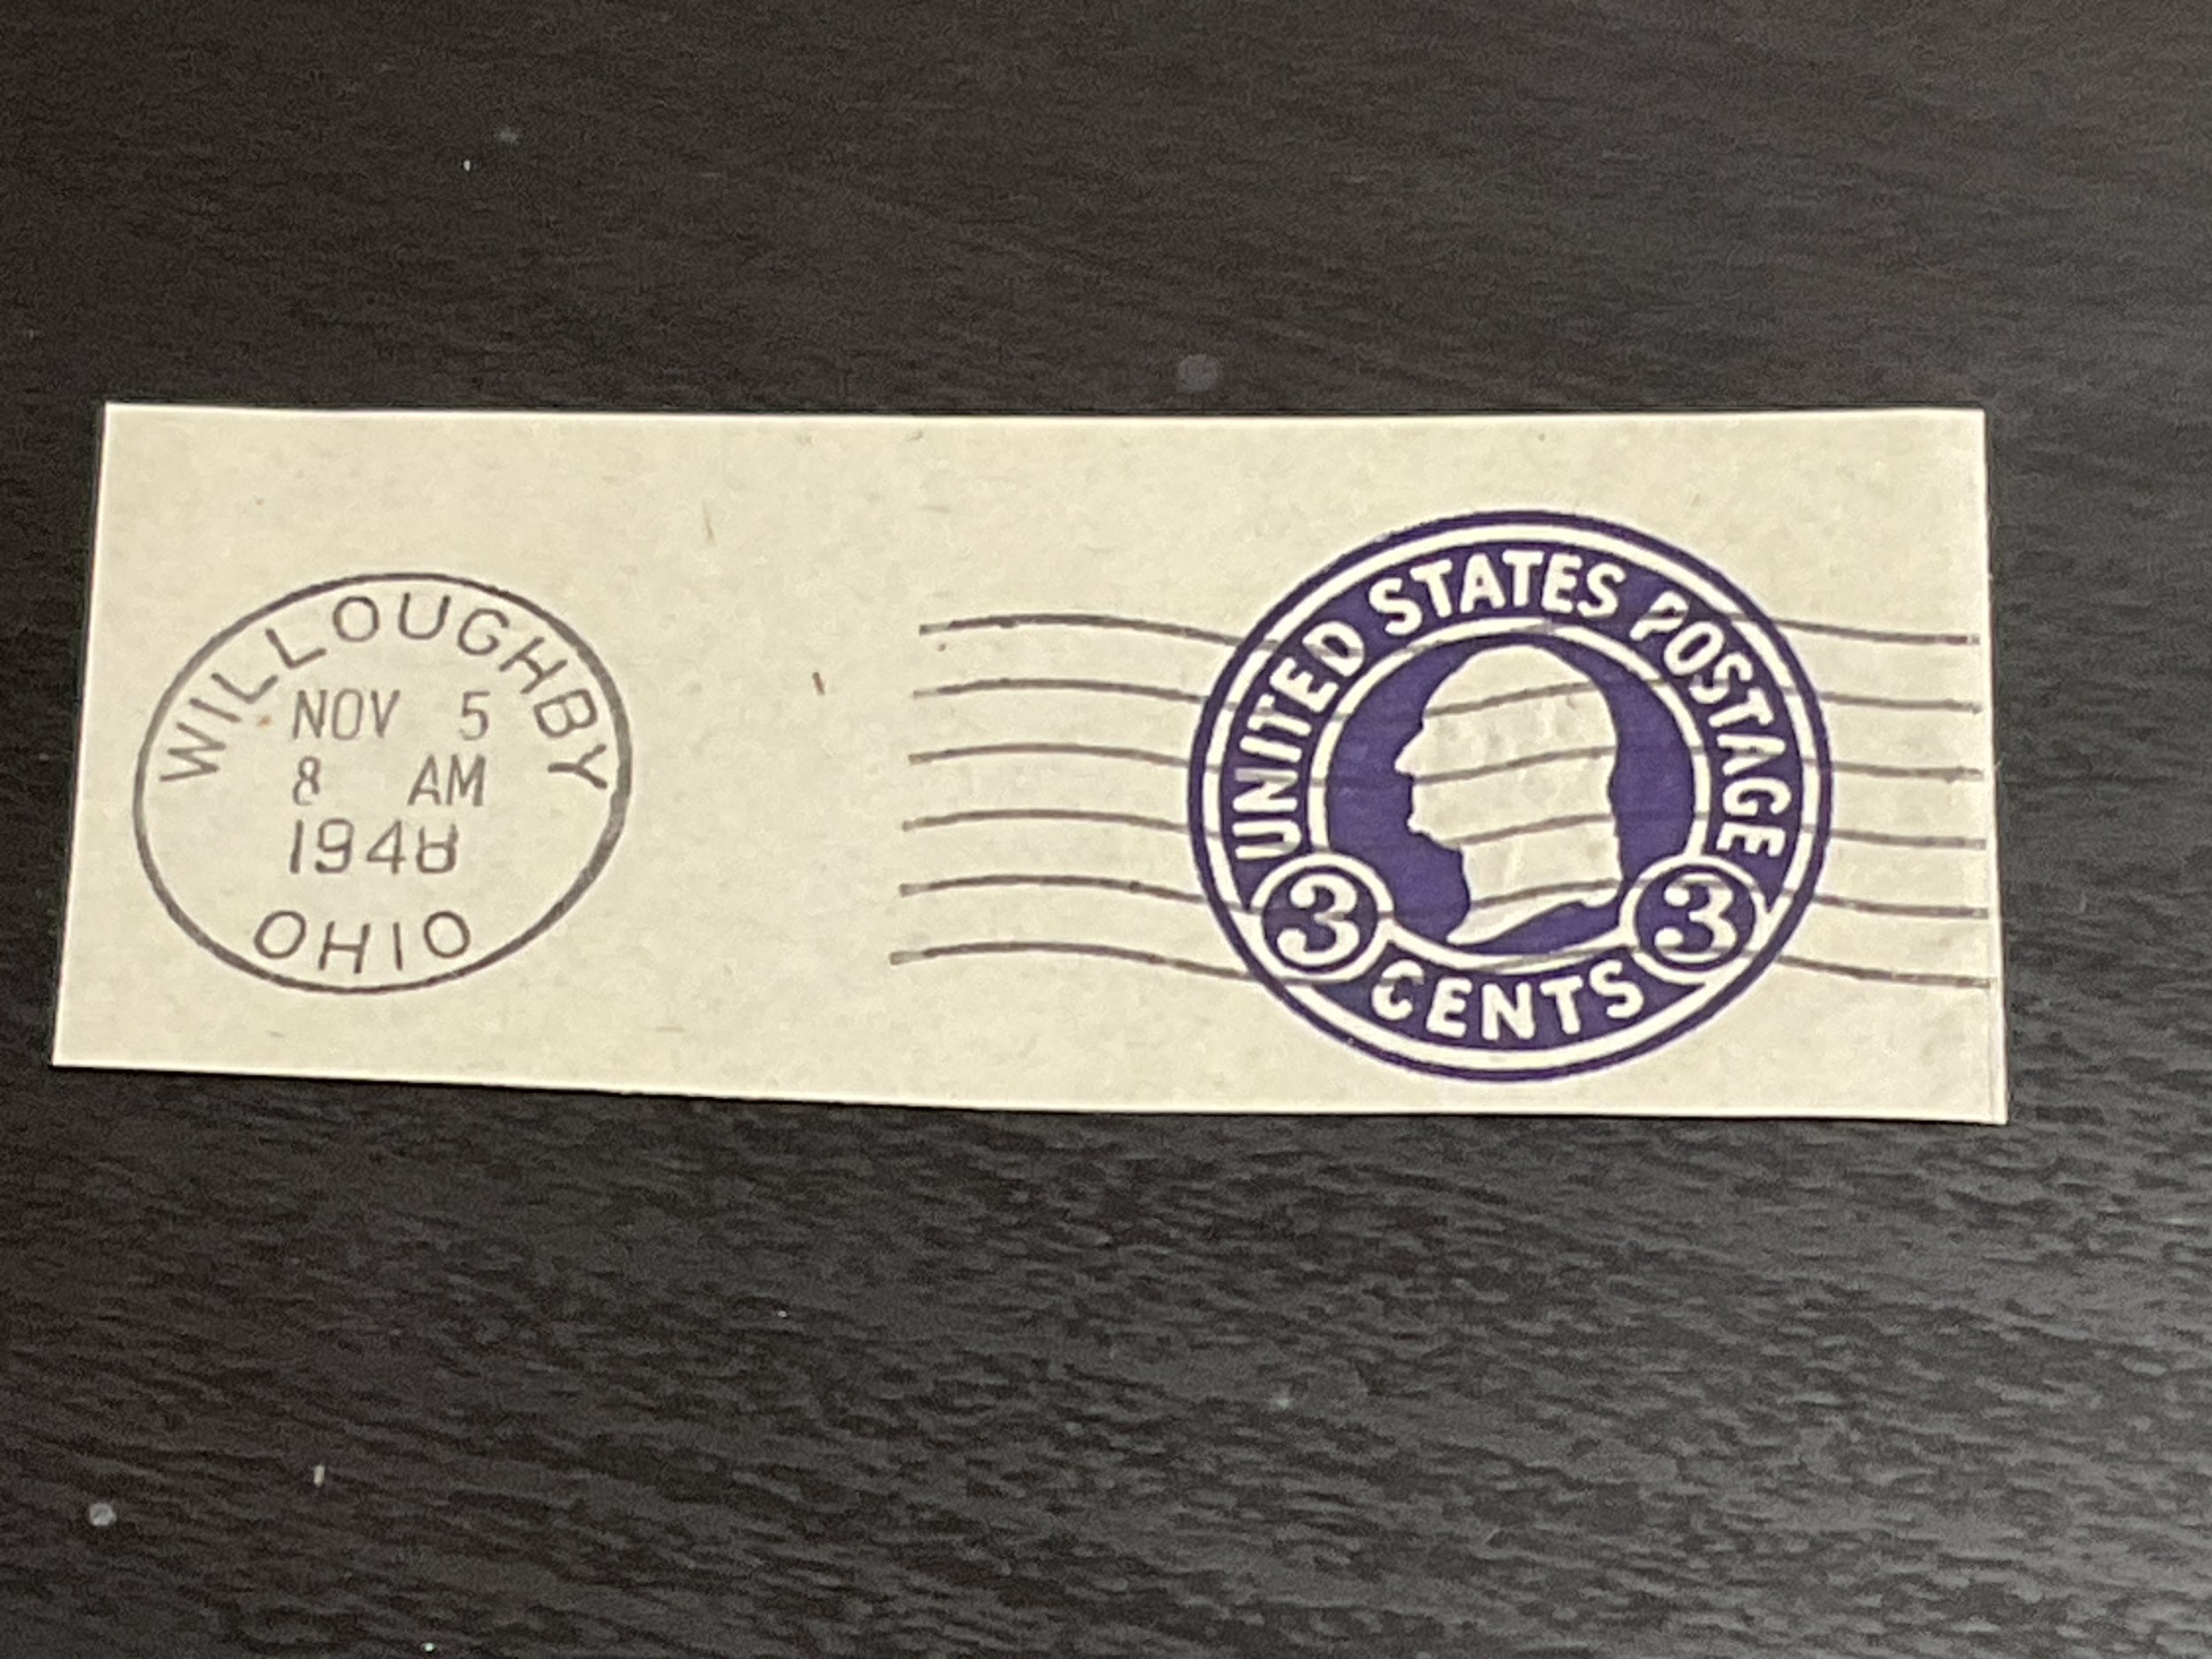 WILLOUGHBY
NOV 5
8 AM
1948
OHIO
UNITED STATES POSTAGE
3 3
CENTS